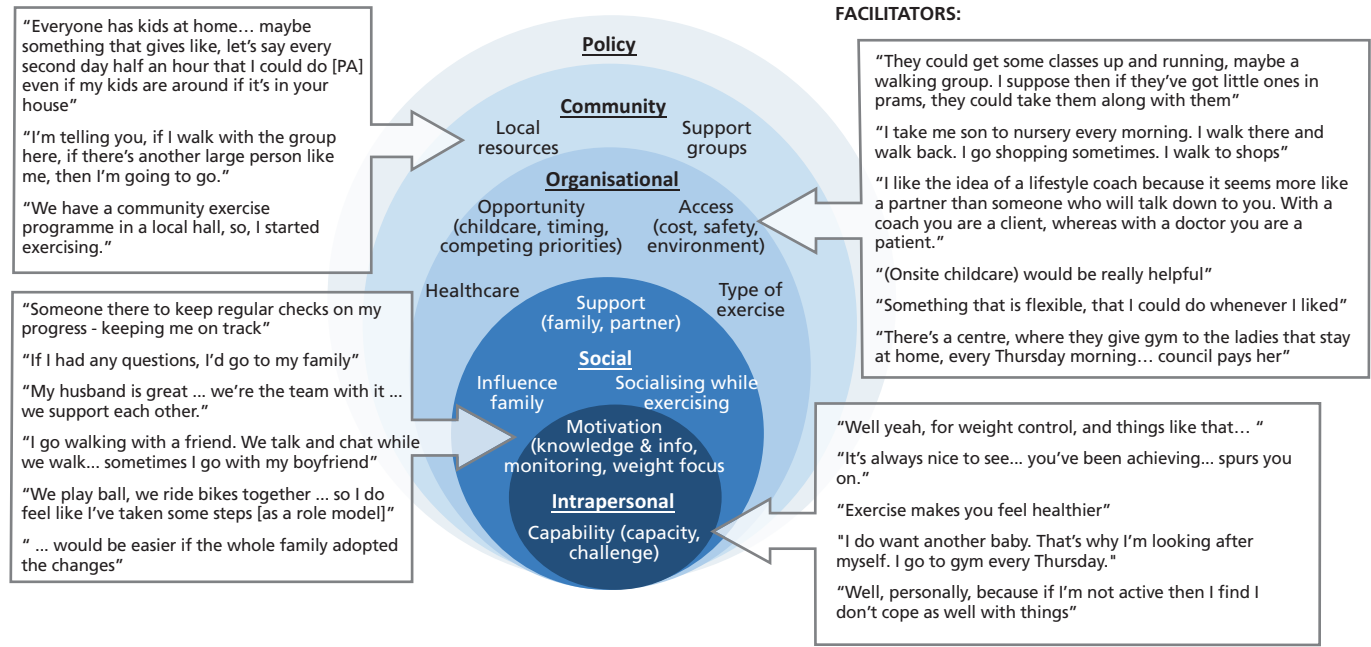 FACILITATORS:
“Everyone has kids at home… maybe
something that gives like, let’s say every
second day half an hour that I could do [PA]
even if my kids are around if it’s in your
house”
“I’m telling you, if I walk with the group
here, if there’s another large person like
me, then I’m going to go.”
“We have a community exercise
programme in a local hall, so, I started
exercising.”
“Someone there to keep regular checks on my
progress - keeping me on track”
“If I had any questions, I’d go to my family”
“My husband is great ... we’re the team with it ...
we support each other.”
“I go walking with a friend. We talk and chat while
we walk... sometimes I go with my boyfriend”
“We play ball, we ride bikes together ... so I do
feel like I’ve taken some steps [as a role model]”
“ ... would be easier if the whole family adopted
the changes”
Policy
Community
Local
resources
Support
groups
Organisational
Opportunity
(childcare, timing,
competing priorities)
Access
(cost, safety,
environment)
Healthcare
Type of
exercise
Support
(family, partner)
Social
Influence
family
Socialising while
exercising
Motivation
(knowledge & info,
monitoring, weight focus
Intrapersonal
Capability (capacity,
challenge)
“They could get some classes up and running, maybe a
walking group. I suppose then if they’ve got little ones in
prams, they could take them along with them”
“I take me son to nursery every morning. I walk there and
walk back. I go shopping sometimes. I walk to shops”
“I like the idea of a lifestyle coach because it seems more like
a partner than someone who will talk down to you. With a
coach you are a client, whereas with a doctor you are a
patient.”
“(Onsite childcare) would be really helpful”
“Something that is flexible, that I could do whenever I liked”
“There’s a centre, where they give gym to the ladies that stay
at home, every Thursday morning… council pays her”
“Well yeah, for weight control, and things like that… “
“It’s always nice to see... you’ve been achieving... spurs you
on.”
“Exercise makes you feel healthier”
"I do want another baby. That’s why I’m looking after
myself. I go to gym every Thursday."
“Well, personally, because if I’m not active then I find I
don’t cope as well with things”